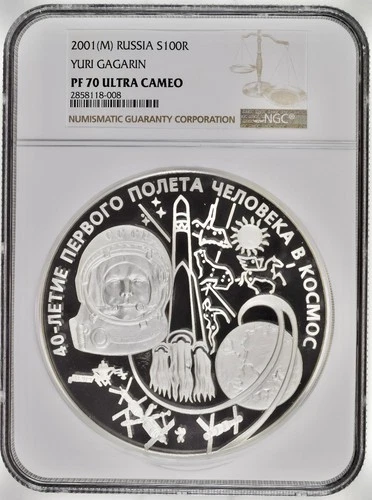 2001(M) RUSSIA S100R
YURI GAGARIN
PF 70 ULTRA CAMEO
2858118-008
NUMISMATIC GUARANTY CORPORATION
NGC®
40-ЛЕТИЕ ПЕРВОГО ПОЛЕТА ЧЕЛОВЕКА В КОСМОС
СССР